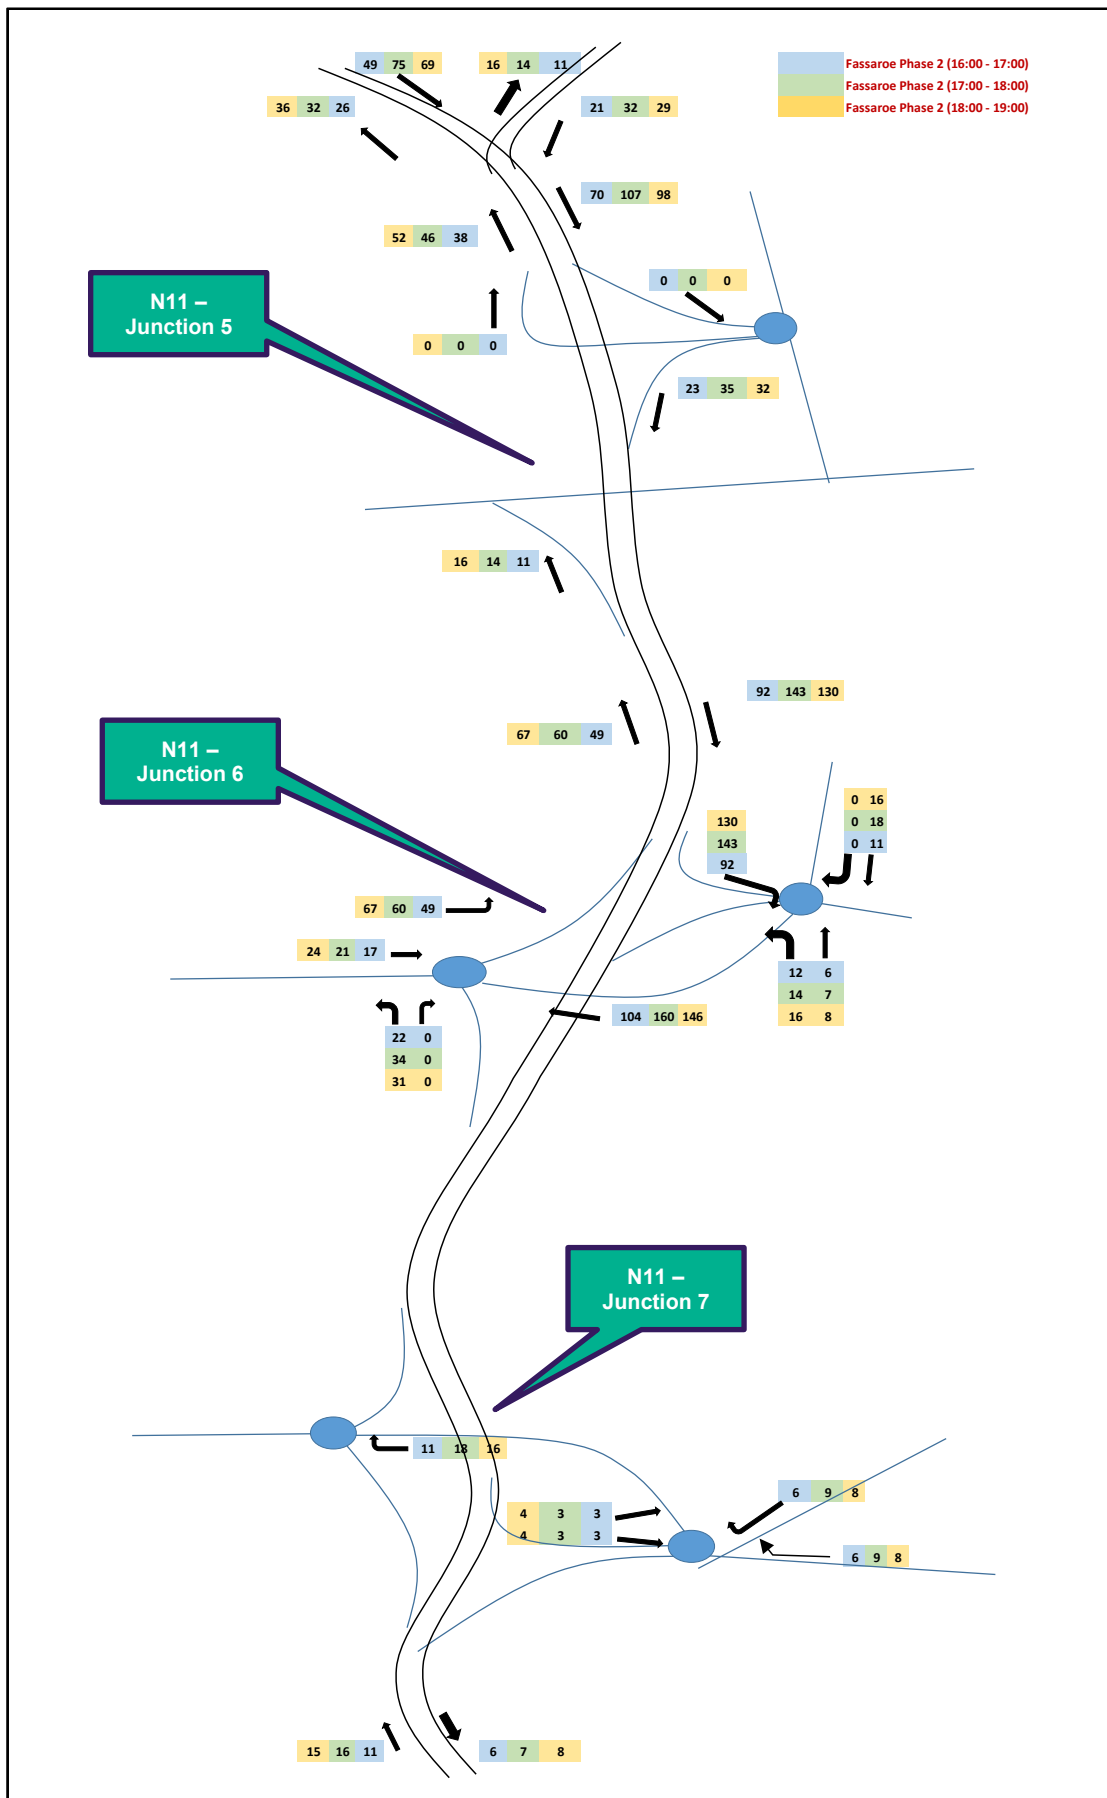 49 75 69
16 14 11
Fassaroe Phase 2 (16:00 - 17:00)
Fassaroe Phase 2 (17:00 - 18:00)
Fassaroe Phase 2 (18:00 - 19:00)
36 32 26
21 32 29
70 107 98
52 46 38
0 0 0
N11 –
Junction 5
0 0 0
23 35 32
16 14 11
92 143 130
67 60 49
N11 –
Junction 6
130
143
92
0 16
0 18
0 11
67 60 49
24 21 17
12 6
14 7
16 8
104 160 146
22 0
34 0
31 0
N11 –
Junction 7
11 18 16
4 3 3
4 3 3
6 9 8
6 9 8
15 16 11
6 7 8